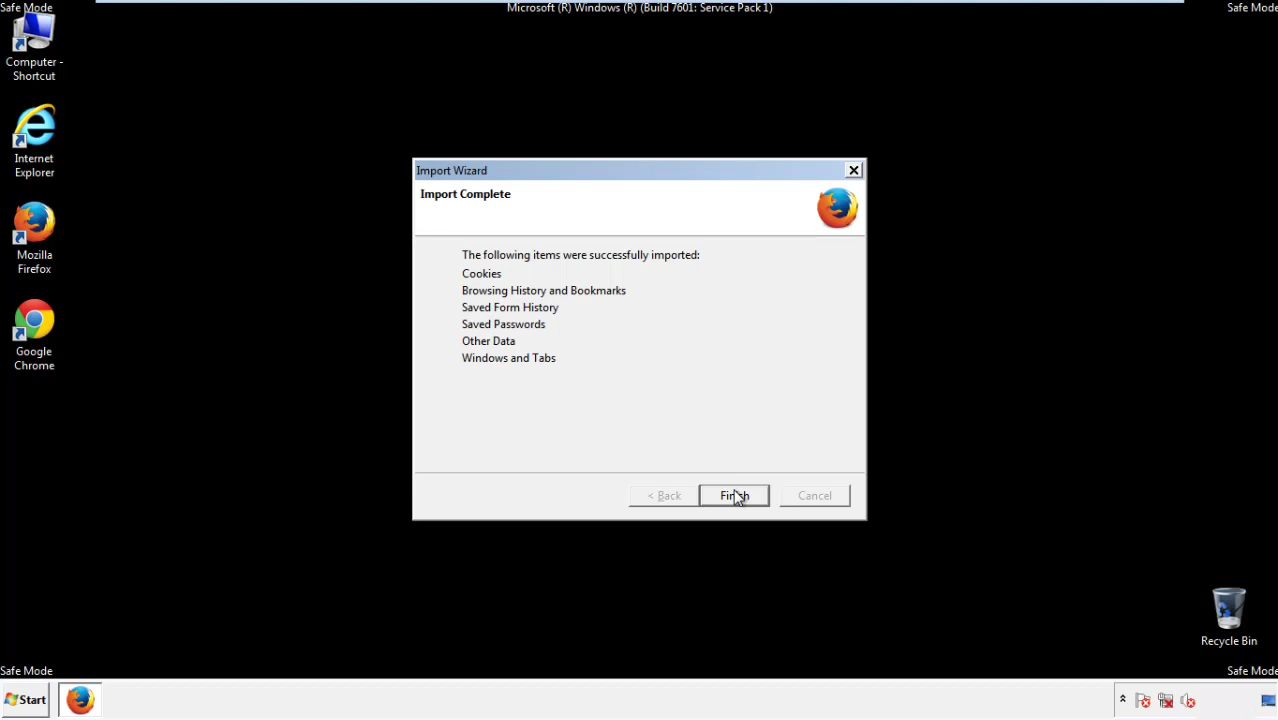 Safe Mode
Microsoft (R) Windows (R) (Build 7601: Service Pack 1)
Safe Mode
Computer -
Shortcut
Internet
Explorer
Mozilla
Firefox
Google
Chrome
Import Wizard
Import Complete
The following items were successfully imported:
Cookies
Browsing History and Bookmarks
Saved Form History
Saved Passwords
Other Data
Windows and Tabs
< Back
Finish
Cancel
Recycle Bin
Safe Mode
Safe Mode
Start